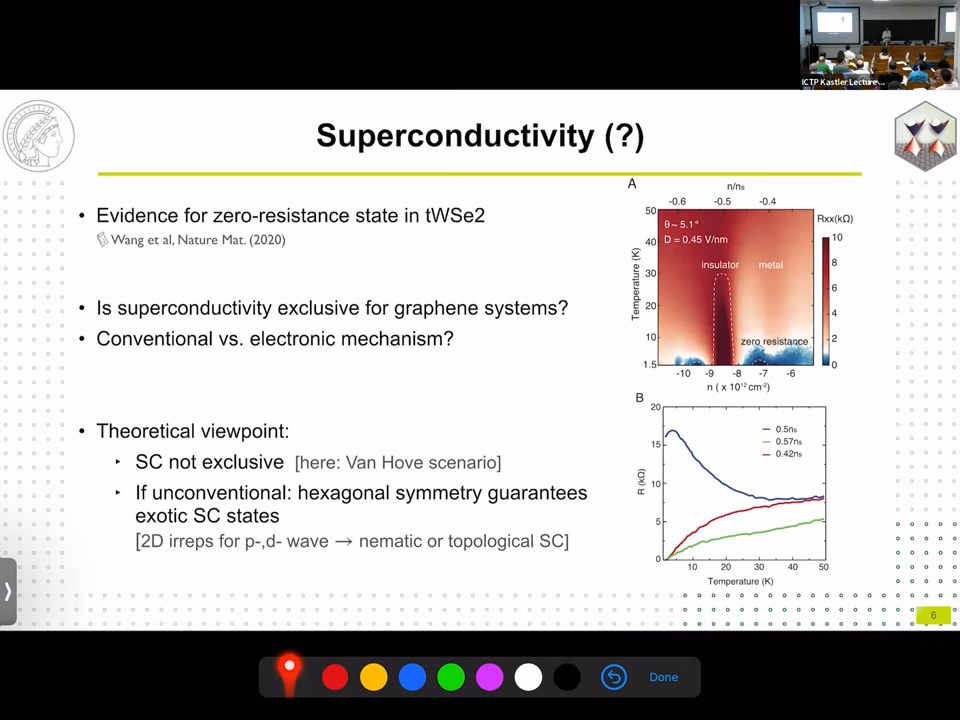 ICTP Kastler Lecture...
Superconductivity (?)
• Evidence for zero-resistance state in tWSe2
Wang et al, Nature Mat. (2020)
• Is superconductivity exclusive for graphene systems?
• Conventional vs. electronic mechanism?
• Theoretical viewpoint:
‣ SC not exclusive [here: Van Hove scenario]
‣ If unconventional: hexagonal symmetry guarantees
exotic SC states
[2D irreps for p-,d- wave → nematic or topological SC]
A
n/ns
-0.6 -0.5 -0.4
Rxx(kΩ)
50
40
30
20
10
1.5
Temperature (K)
θ~ 5.1°
D = 0.45 V/nm
insulator metal
zero resistance
10
8
6
4
2
0
-10 -9 -8 -7 -6
n ( x 10¹² cm⁻²)
B
20
15
10
5
0
R (kΩ)
0.5ns
0.57ns
0.42ns
10 20 30 40 50
Temperature (K)
6
Done